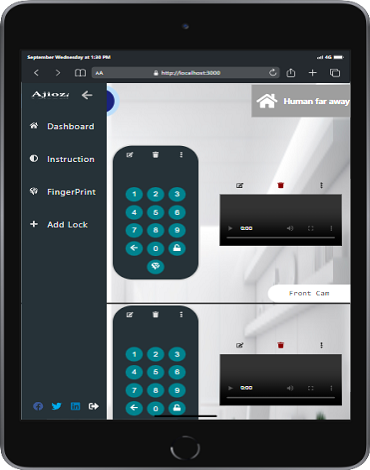 September Wednesday at 1:38 PM
4G
AA
http://localhost:3000
Ajioz
Human far away
Dashboard
Instruction
FingerPrint
Add Lock
1 2 3
4 5 6
7 8 9
0
0:00
Front Cam
1 2 3
4 5 6
7 8 9
0
0:00